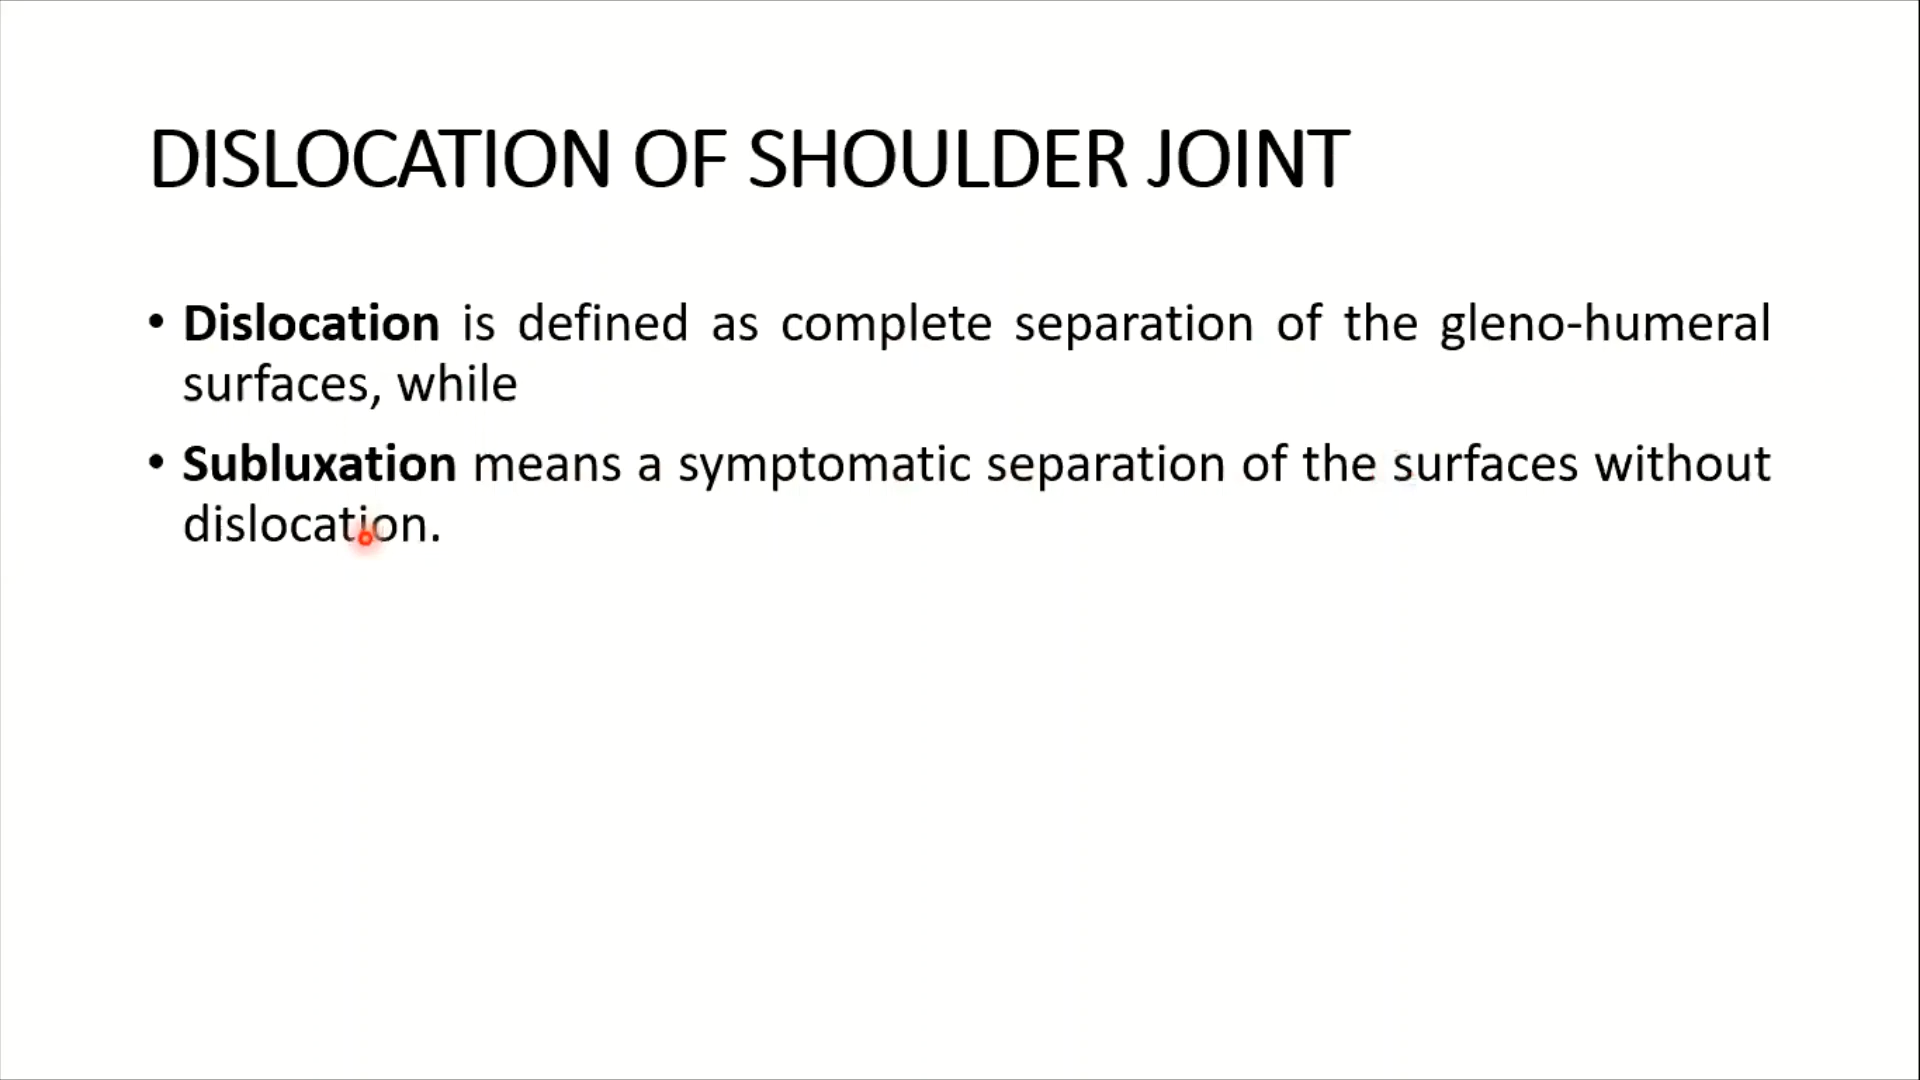 DISLOCATION OF SHOULDER JOINT
• Dislocation is defined as complete separation of the gleno-humeral
surfaces, while
• Subluxation means a symptomatic separation of the surfaces without
dislocation.